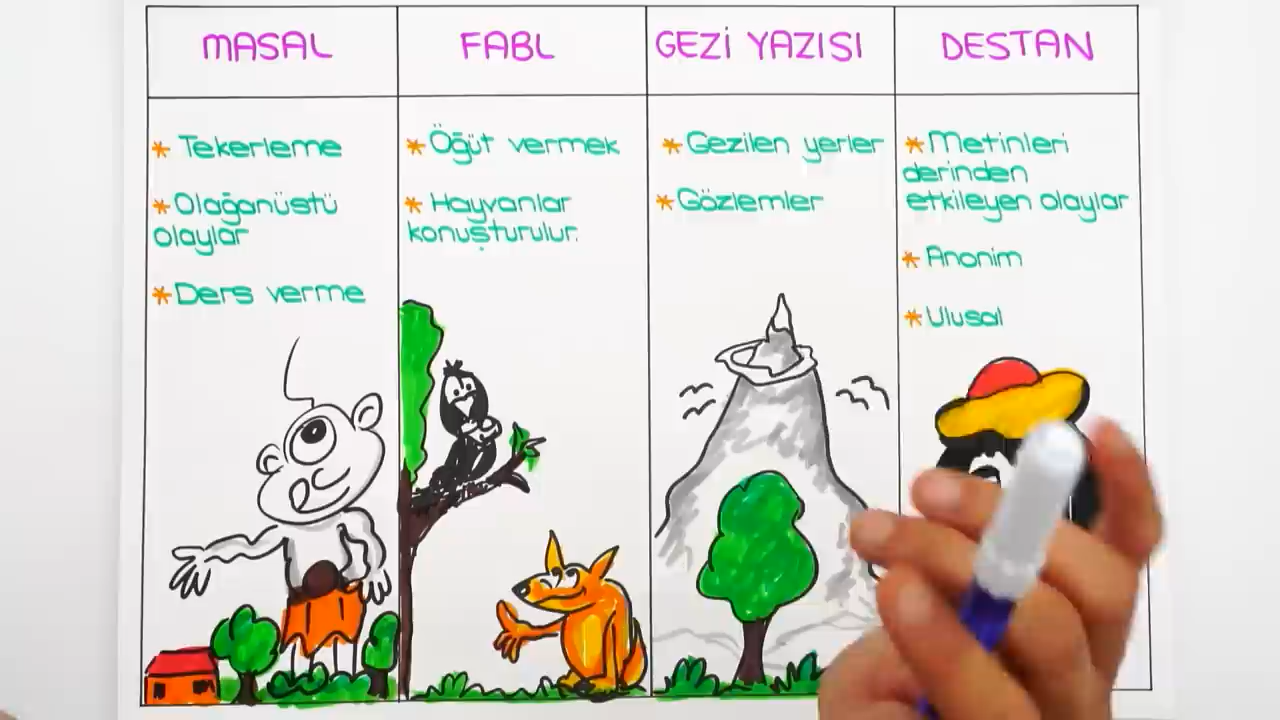 MASAL
FABL
GEZİ YAZISI
DESTAN
* Tekerleme
* Olağanüstü
olaylar
* Ders verme
* Öğüt vermek
* Hayvanlar
konuşturulur.
* Gezilen yerler
* Gözlemler
* Metinleri
derinden
etkileyen olaylar
* Anonim
* Ulusal